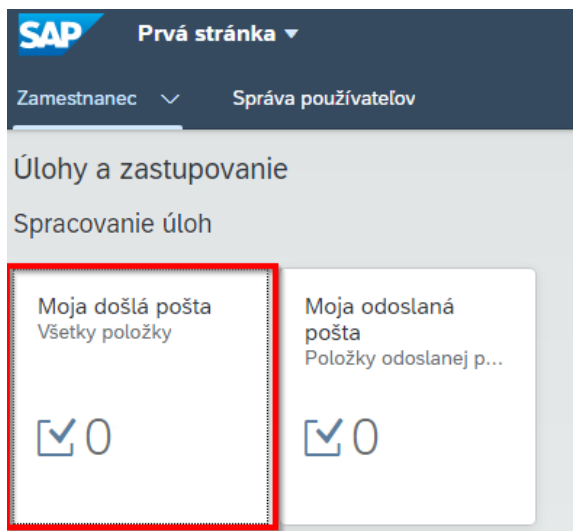 SAP Prvá stránka
Zamestnanec Správa používateľov
Úlohy a zastupovanie
Spracovanie úloh
Moja došlá pošta
Všetky položky
0
Moja odoslaná
pošta
Položky odoslanej p...
0